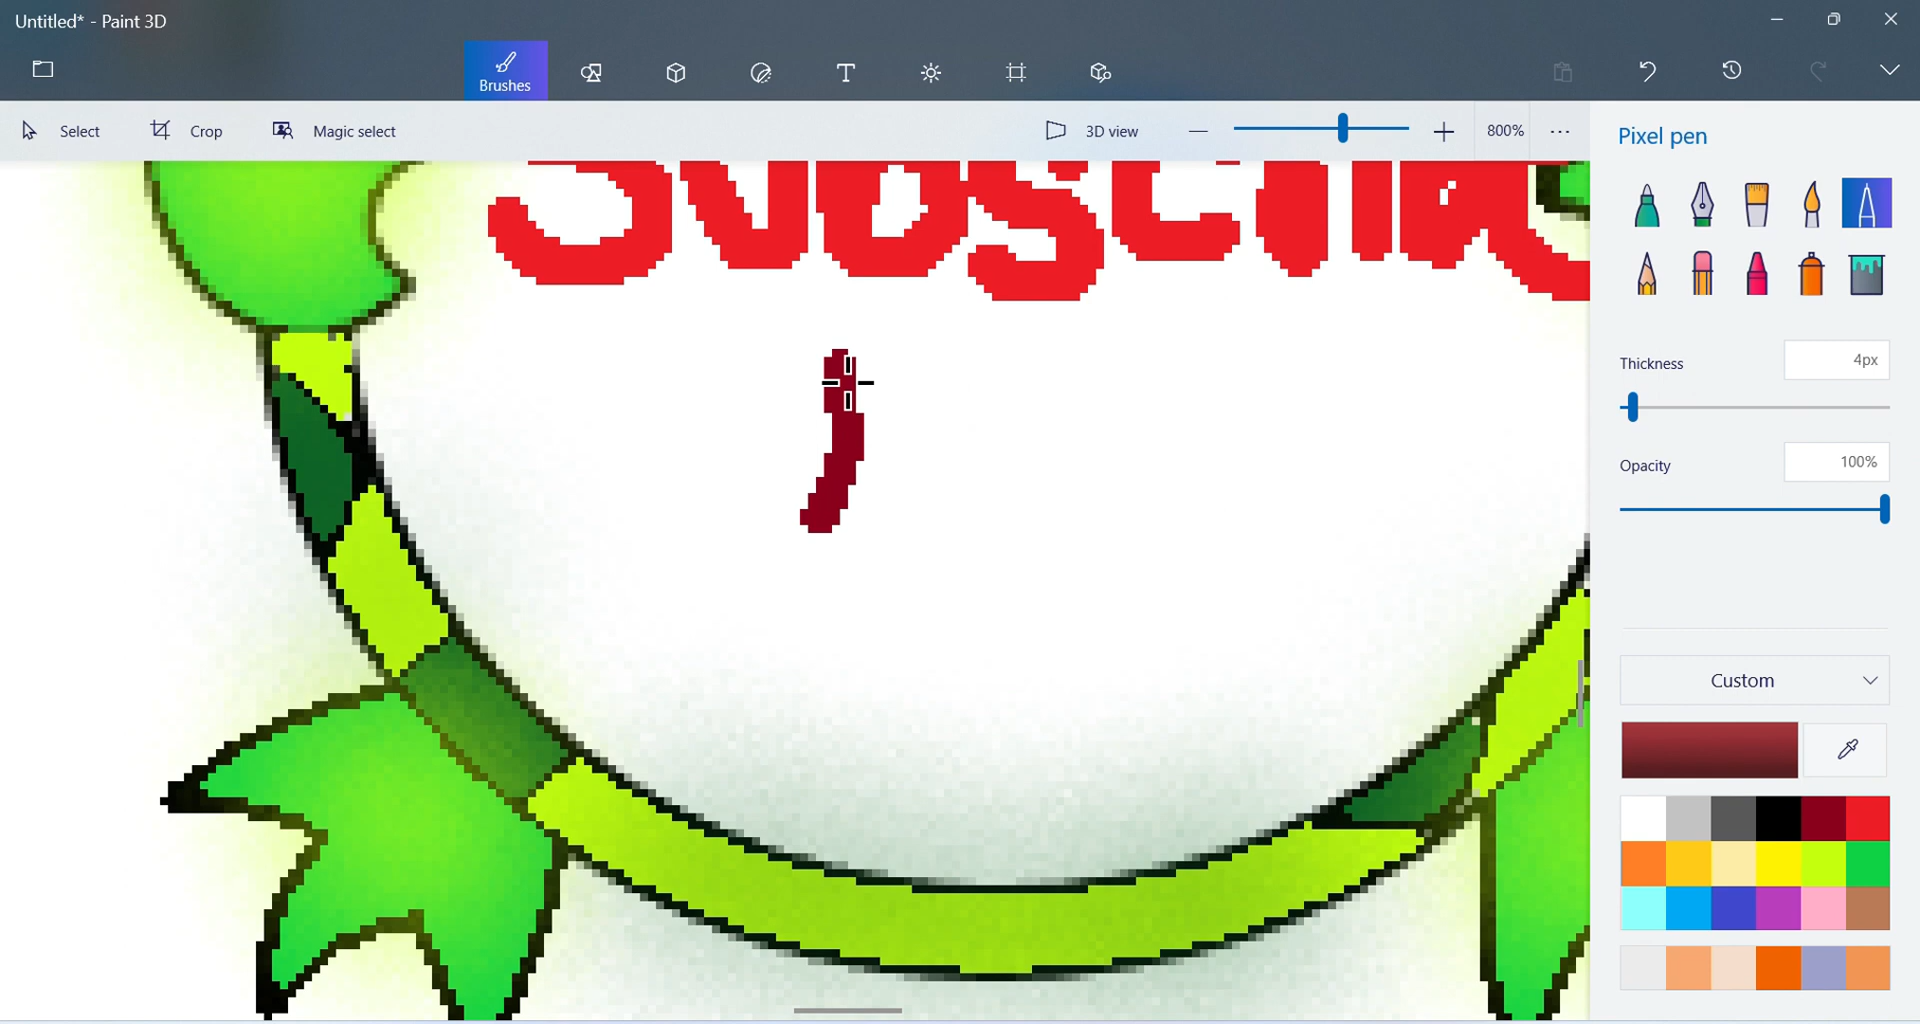 Untitled* - Paint 3D
Brushes
Select
Crop
Magic select
3D view
800%
Pixel pen
Thickness
4px
Opacity
100%
Custom